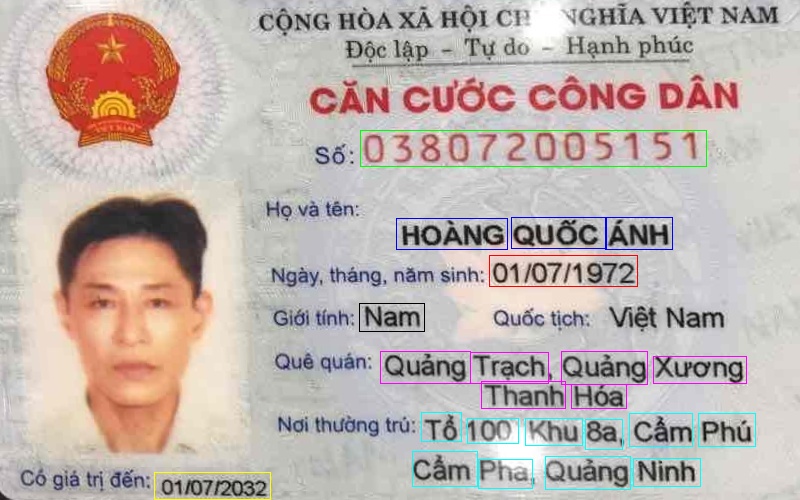 CỘNG HÒA XÃ HỘI CH NGHĨA VIỆT NAM
Độc lập - Tự do - Hạnh phúc
CĂN CƯỚC CÔNG DÂN
Số: 038072005151
Họ và tên:
HOÀNG QUỐC ÁNH
Ngày, tháng, năm sinh: 01/07/1972
Giới tính: Nam Quốc tịch: Việt Nam
Quê quán: Quảng Trạch, Quảng Xương
Thanh Hóa
Nơi thường trú: Tổ 100 Khu 8a, Cẩm Phú
Cẩm Pha, Quảng Ninh
Có giá trị đến: 01/07/2032
VIỆT NAM